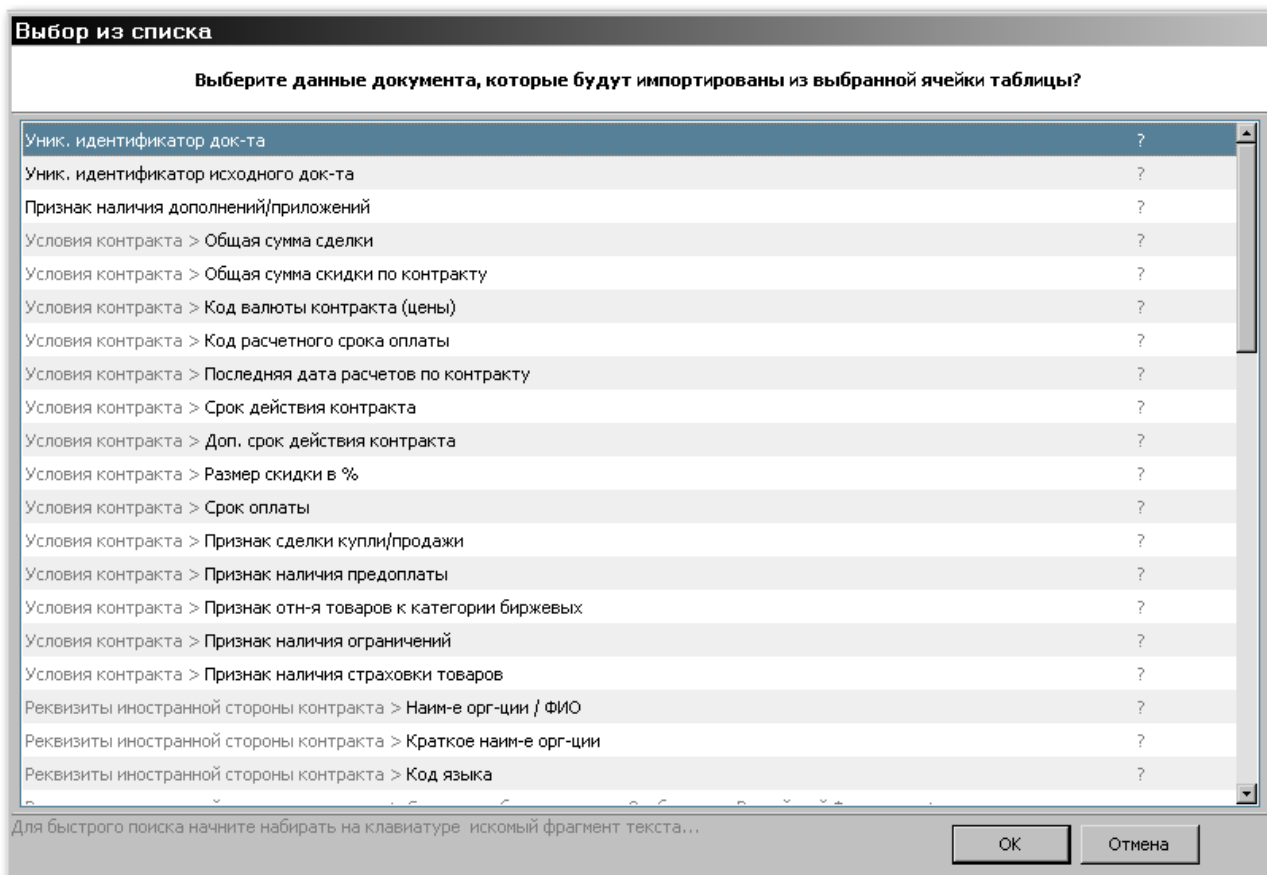 Выбор из списка
Выберите данные документа, которые будут импортированы из выбранной ячейки таблицы?
Уник. идентификатор док-та ?
Уник. идентификатор исходного док-та ?
Признак наличия дополнений/приложений ?
Условия контракта > Общая сумма сделки ?
Условия контракта > Общая сумма скидки по контракту ?
Условия контракта > Код валюты контракта (цены) ?
Условия контракта > Код расчетного срока оплаты ?
Условия контракта > Последняя дата расчетов по контракту ?
Условия контракта > Срок действия контракта ?
Условия контракта > Доп. срок действия контракта ?
Условия контракта > Размер скидки в % ?
Условия контракта > Срок оплаты ?
Условия контракта > Признак сделки купли/продажи ?
Условия контракта > Признак наличия предоплаты ?
Условия контракта > Признак отн-я товаров к категории биржевых ?
Условия контракта > Признак наличия ограничений ?
Условия контракта > Признак наличия страховки товаров ?
Реквизиты иностранной стороны контракта > Наим-е орг-ции / ФИО ?
Реквизиты иностранной стороны контракта > Краткое наим-е орг-ции ?
Реквизиты иностранной стороны контракта > Код языка ?
Для быстрого поиска начните набирать на клавиатуре искомый фрагмент текста...
OK Отмена